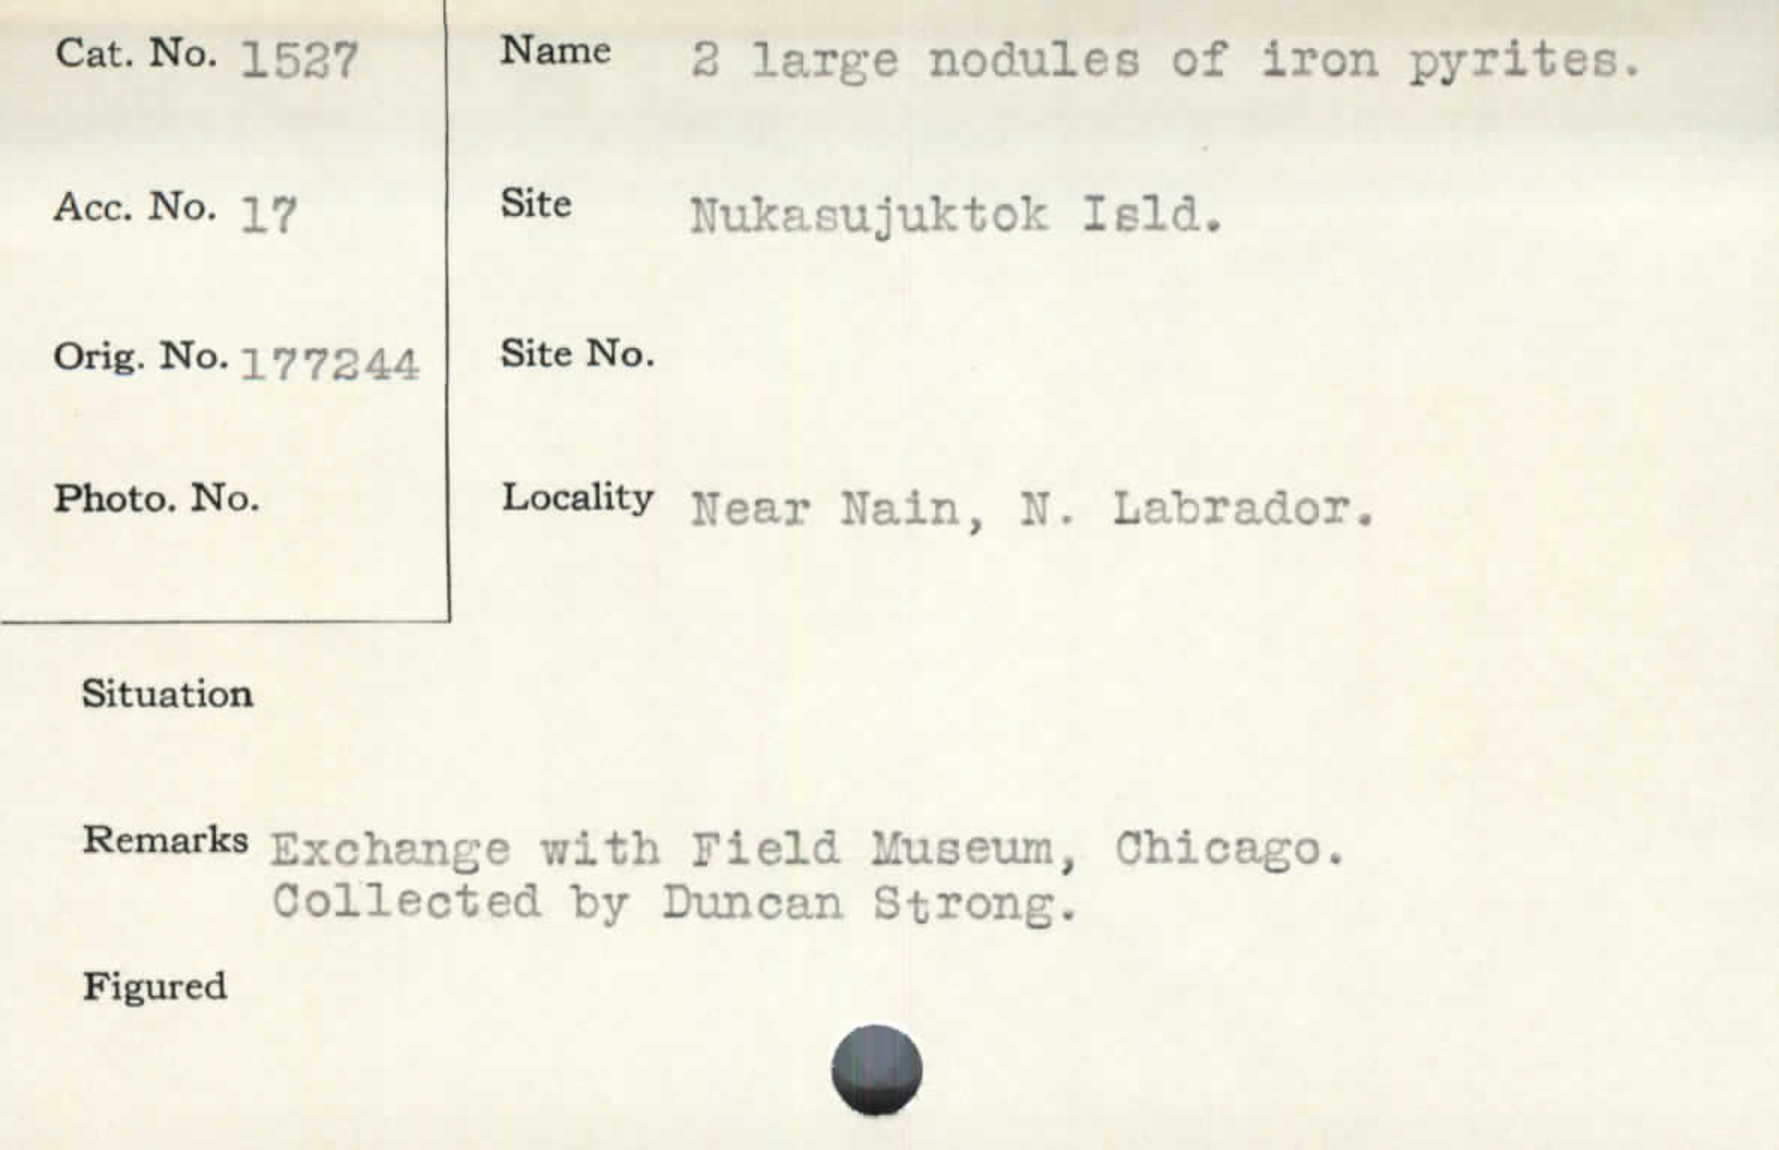 Cat. No. 1527
Name 2 large nodules of iron pyrites.
Acc. No. 17
Site Nukasujuktok Isld.
Orig. No. 177244
Site No.
Photo. No.
Locality Near Nain, N. Labrador.
Situation
Remarks Exchange with Field Museum, Chicago.
Collected by Duncan Strong.
Figured